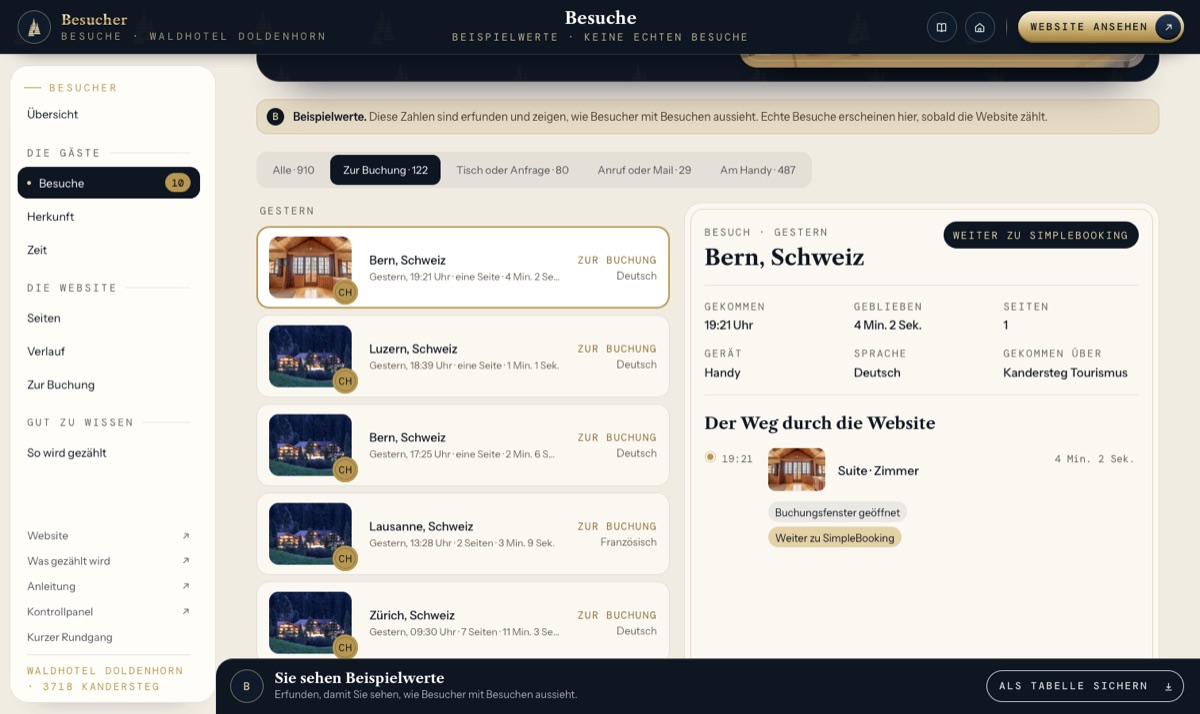 Besucher
BESUCHE · WALDHOTEL DOLDENHORN
Besuche
BEISPIELWERTE · KEINE ECHTEN BESUCHE
WEBSITE ANSEHEN
BESUCHER
Übersicht
DIE GÄSTE
Besuche 10
Herkunft
Zeit
DIE WEBSITE
Seiten
Verlauf
Zur Buchung
GUT ZU WISSEN
So wird gezählt
Website
Was gezählt wird
Anleitung
Kontrollpanel
Kurzer Rundgang
WALDHOTEL DOLDENHORN
· 3718 KANDERSTEG
B Beispielwerte. Diese Zahlen sind erfunden und zeigen, wie Besucher mit Besuchen aussieht. Echte Besuche erscheinen hier, sobald die Website zählt.
Alle · 910 Zur Buchung · 122 Tisch oder Anfrage · 80 Anruf oder Mail · 29 Am Handy · 487
GESTERN
Bern, Schweiz ZUR BUCHUNG
Gestern, 19:21 Uhr · eine Seite · 4 Min. 2 Se… Deutsch
CH
Luzern, Schweiz ZUR BUCHUNG
Gestern, 18:39 Uhr · eine Seite · 1 Min. 1 Sek. Deutsch
CH
Bern, Schweiz ZUR BUCHUNG
Gestern, 17:25 Uhr · eine Seite · 2 Min. 6 S… Deutsch
CH
Lausanne, Schweiz ZUR BUCHUNG
Gestern, 13:28 Uhr · 2 Seiten · 3 Min. 9 Sek. Französisch
CH
Zürich, Schweiz ZUR BUCHUNG
Gestern, 09:30 Uhr · 7 Seiten · 11 Min. 3 Se… Deutsch
CH
BESUCH · GESTERN
WEITER ZU SIMPLEBOOKING
Bern, Schweiz
GEKOMMEN GEBLIEBEN SEITEN
19:21 Uhr 4 Min. 2 Sek. 1
GERÄT SPRACHE GEKOMMEN ÜBER
Handy Deutsch Kandersteg Tourismus
Der Weg durch die Website
19:21 Suite · Zimmer 4 Min. 2 Sek.
Buchungsfenster geöffnet
Weiter zu SimpleBooking
B Sie sehen Beispielwerte
Erfunden, damit Sie sehen, wie Besucher mit Besuchen aussieht.
ALS TABELLE SICHERN